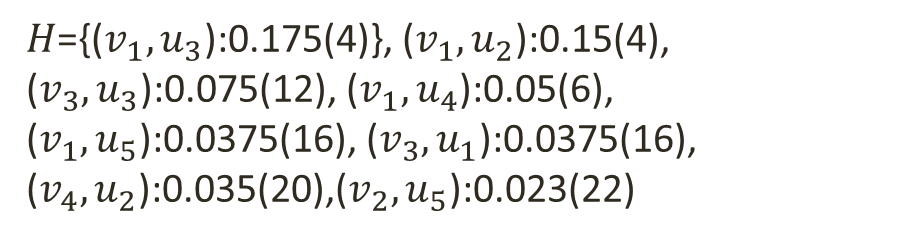 H={(v₁,u₃):0.175(4)}, (v₁,u₂):0.15(4),
(v₃,u₃):0.075(12), (v₁,u₄):0.05(6),
(v₁,u₅):0.0375(16), (v₃,u₁):0.0375(16),
(v₄,u₂):0.035(20),(v₂,u₅):0.023(22)